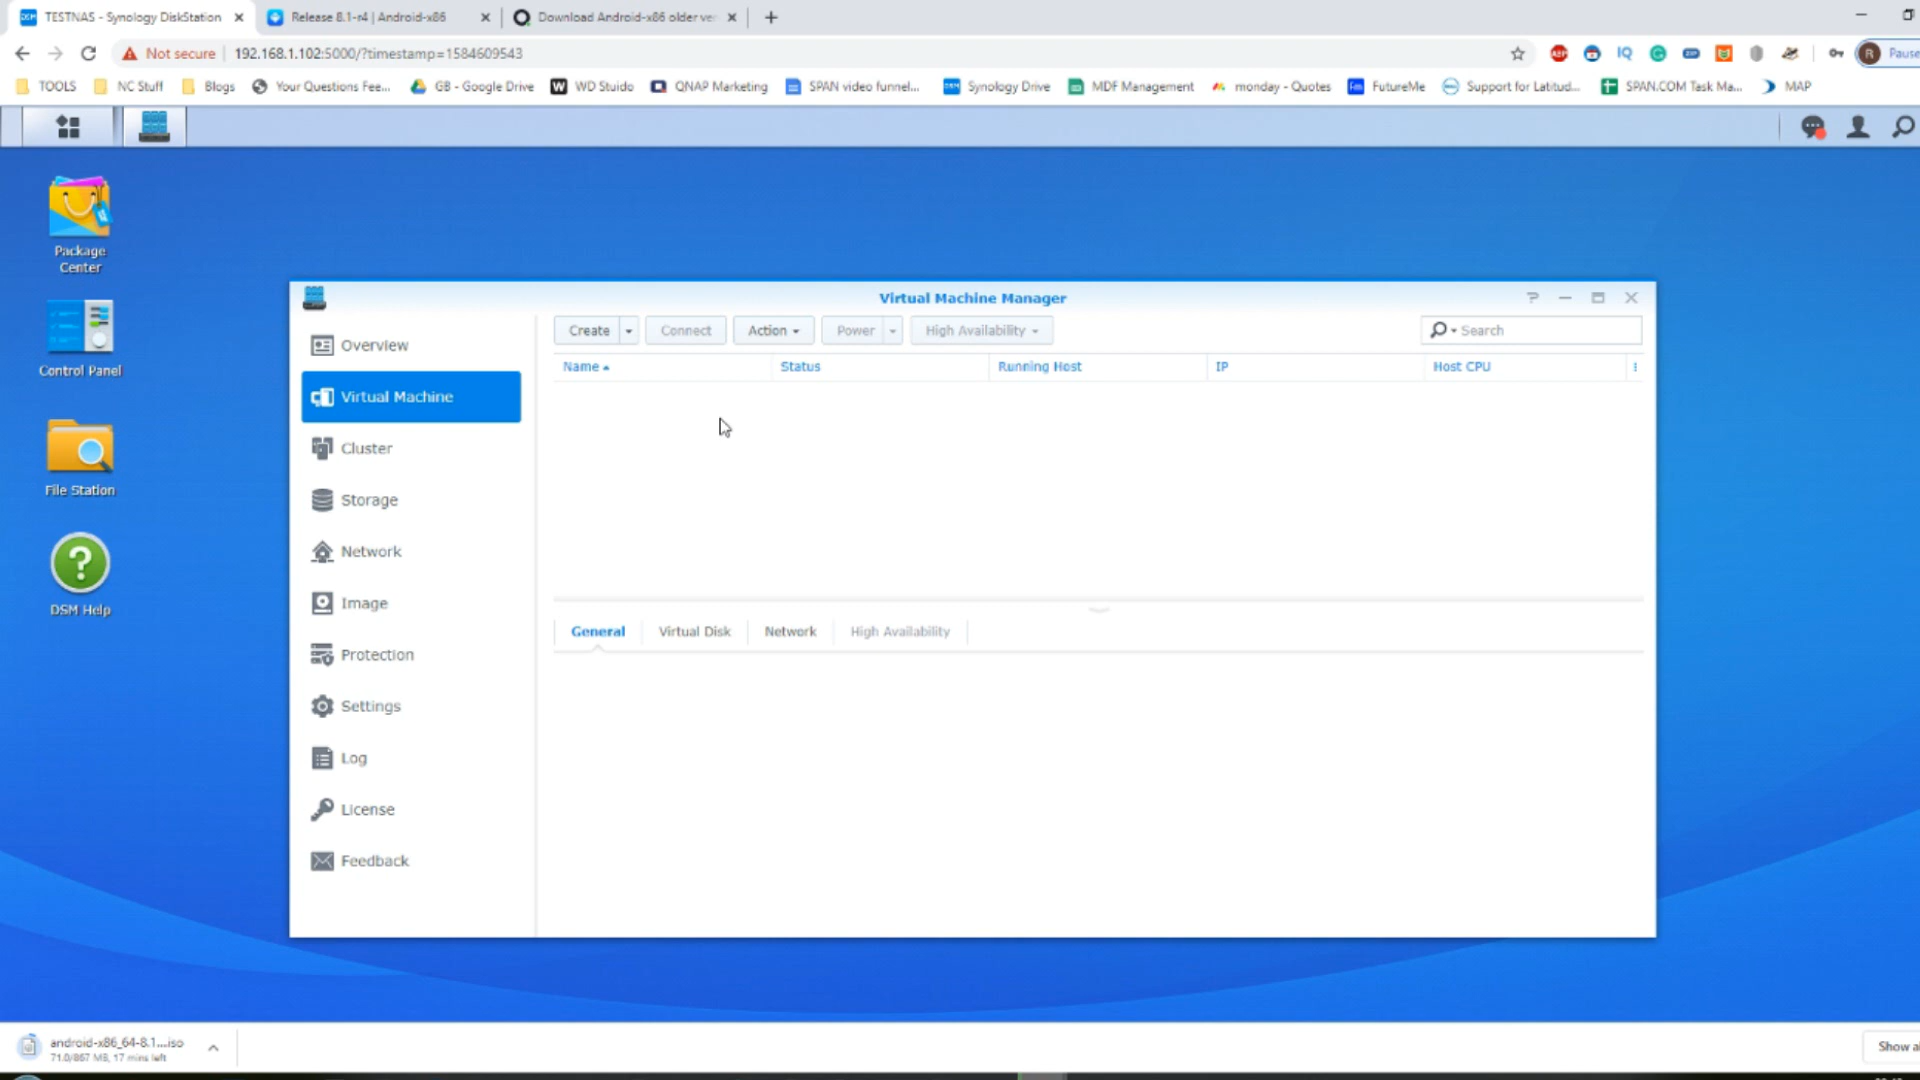 TESTNAS - Synology DiskStation
Release 8.1-r4 | Android-x86
Download Android-x86 older ver
Not secure 192.168.1.102:5000/?timestamp=1584609543
ABP
IQ
R
Pause
TOOLS
NC Stuff
Blogs
Your Questions Fee...
GB - Google Drive
WD Stuido
QNAP Marketing
SPAN video funnel...
Synology Drive
MDF Management
monday - Quotes
FutureMe
Support for Latitud...
SPAN.COM Task Ma...
MAP
Package
Center
Control Panel
File Station
DSM Help
Virtual Machine Manager
Overview
Virtual Machine
Cluster
Storage
Network
Image
Protection
Settings
Log
License
Feedback
Create
Connect
Action
Power
High Availability
Search
Name
Status
Running Host
IP
Host CPU
General
Virtual Disk
Network
High Availability
android-x86_64-8.1....iso
71.0/867 MB, 17 mins left
Show al